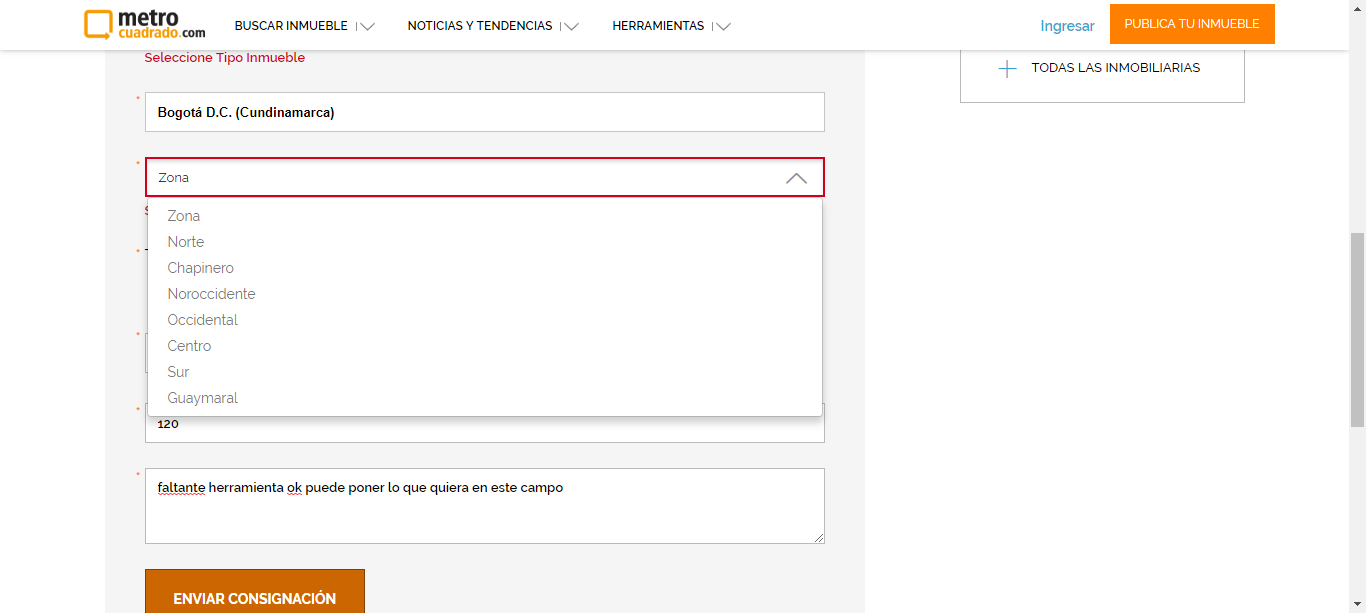 metro
cuadrado.com
BUSCAR INMUEBLE
NOTICIAS Y TENDENCIAS
HERRAMIENTAS
Ingresar
PUBLICA TU INMUEBLE
Seleccione Tipo Inmueble
TODAS LAS INMOBILIARIAS
* Bogotá D.C. (Cundinamarca)
* Zona
Zona
Norte
Chapinero
Noroccidente
Occidental
Centro
Sur
Guaymaral
* 120
* faltante herramienta ok puede poner lo que quiera en este campo
ENVIAR CONSIGNACIÓN